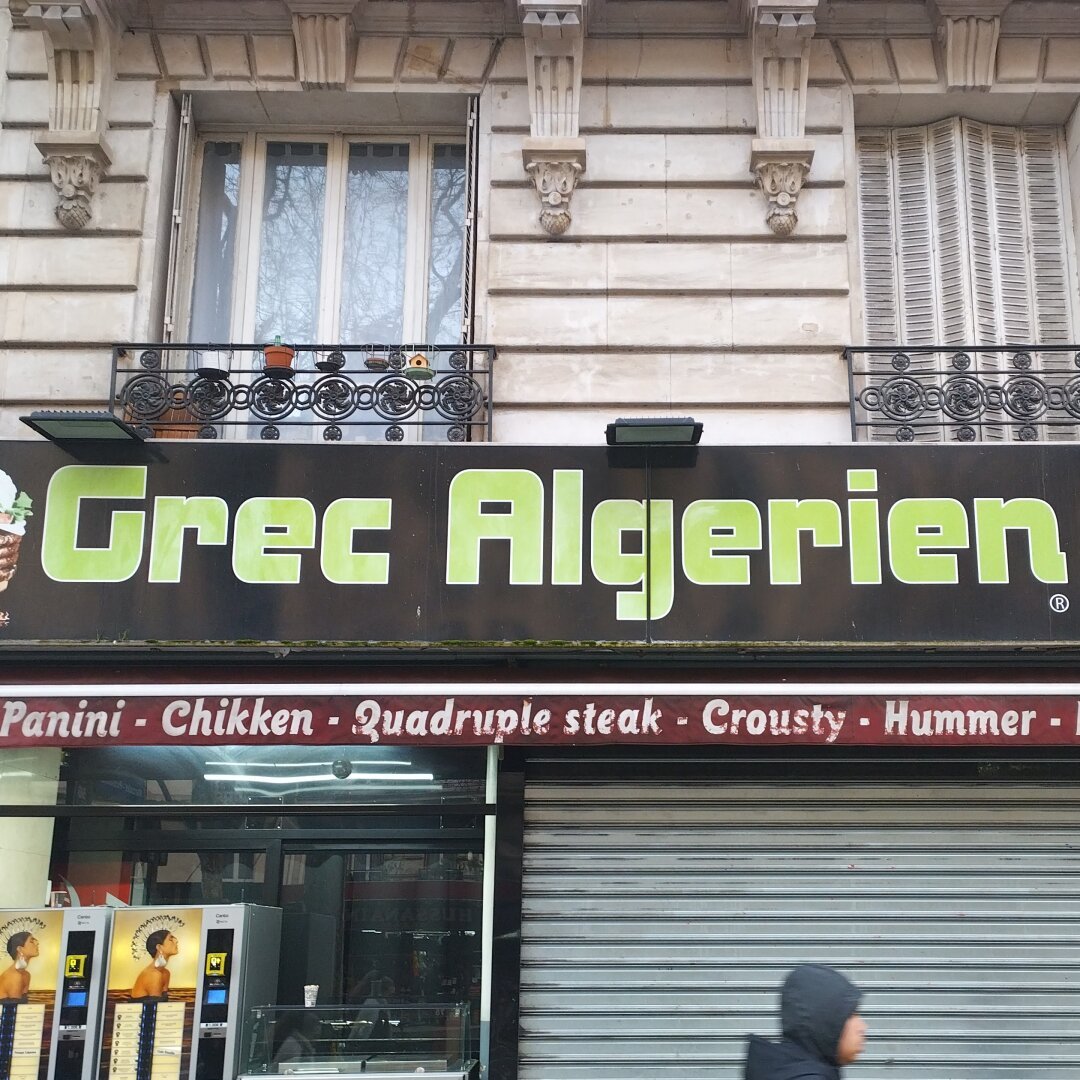 Grec Algerien
®
Panini - Chikken - Quadruple steak - Crousty - Hummer -